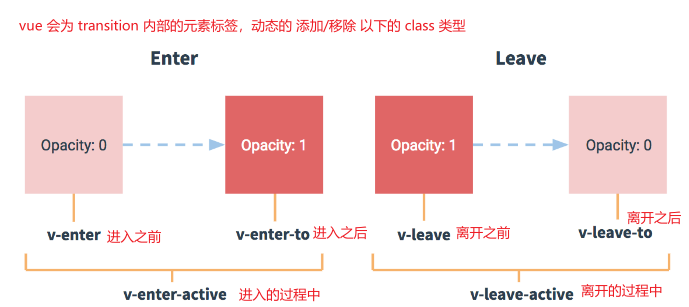 vue 会为 transition 内部的元素标签，动态的 添加/移除 以下的 class 类型
Enter
Leave
Opacity: 0
Opacity: 1
Opacity: 1
Opacity: 0
v-enter 进入之前
v-enter-to 进入之后
v-leave 离开之前
离开之后
v-leave-to
v-enter-active 进入的过程中
v-leave-active 离开的过程中